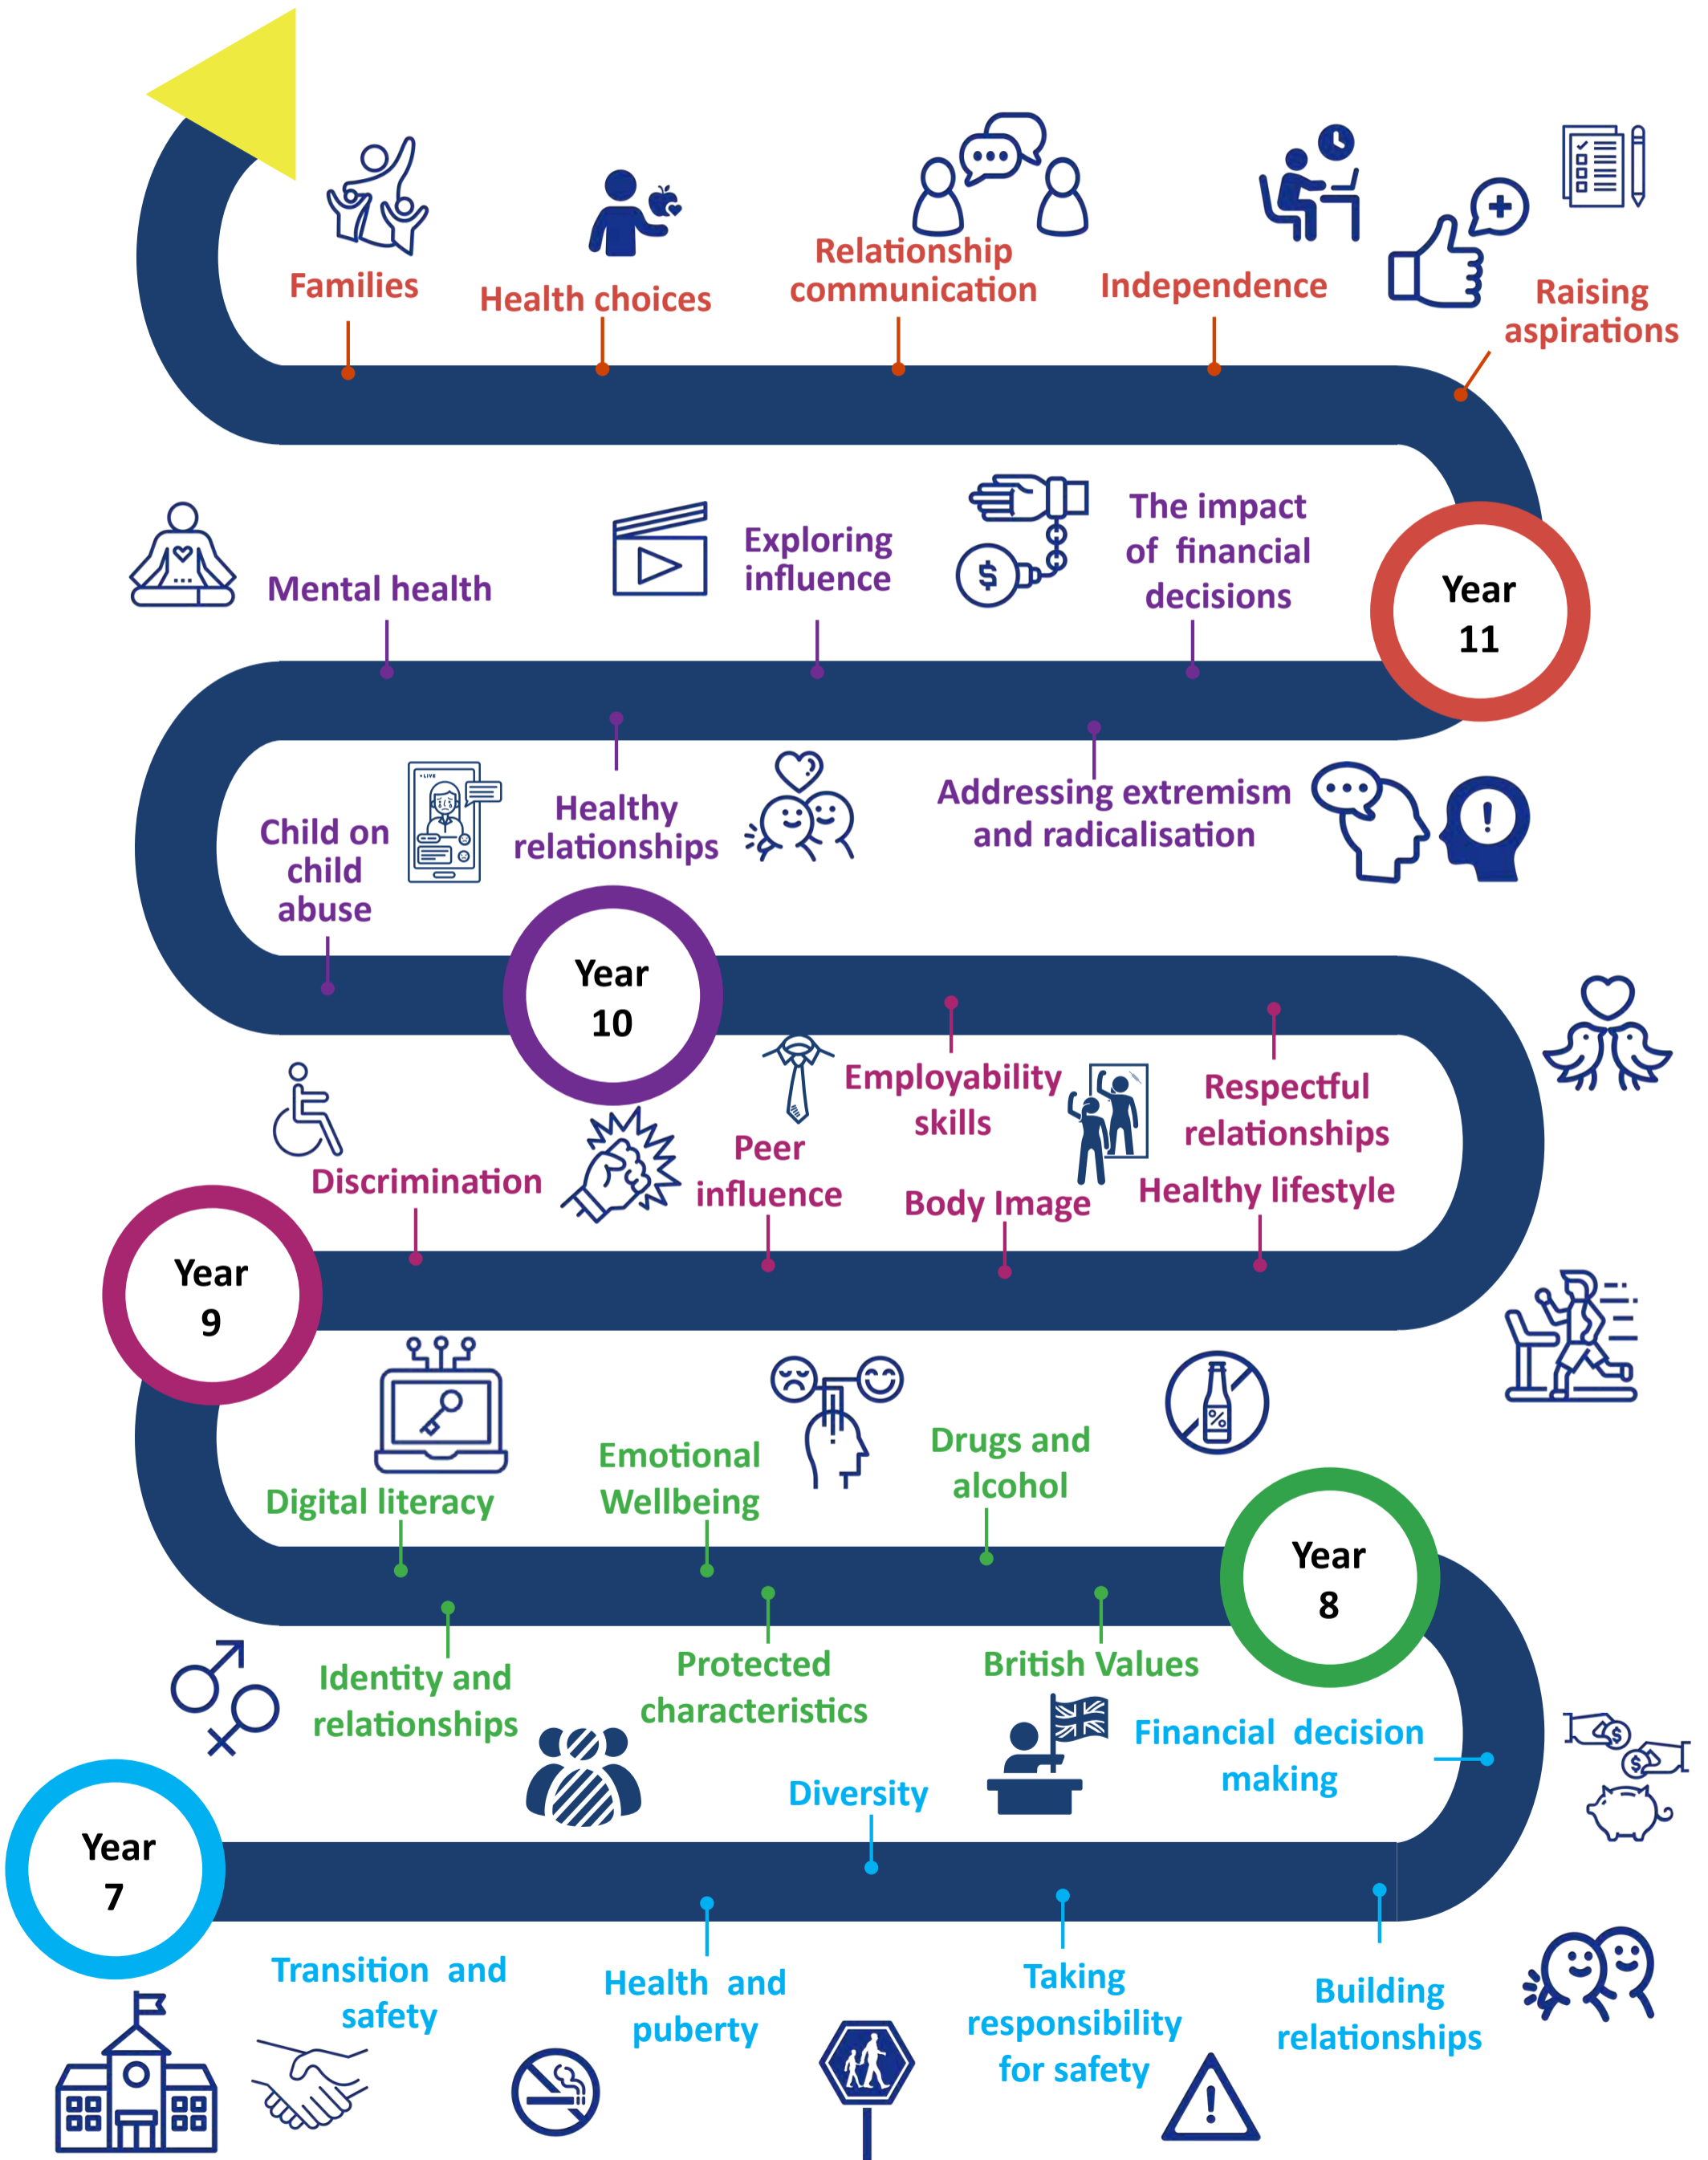 Families
Health choices
Relationship
communication
Independence
Raising
aspirations
Mental health
Exploring
influence
The impact
of financial
decisions
Year
11
Child on
child
abuse
LIVE
Healthy
relationships
Addressing extremism
and radicalisation
Year
10
Employability
skills
Respectful
relationships
Discrimination
Peer
influence
Body Image
Healthy lifestyle
Year
9
Digital literacy
Emotional
Wellbeing
Drugs and
alcohol
%
Year
8
Identity and
relationships
Protected
characteristics
British Values
Financial decision
making
Diversity
Year
7
Transition and
safety
Health and
puberty
Taking
responsibility
for safety
Building
relationships